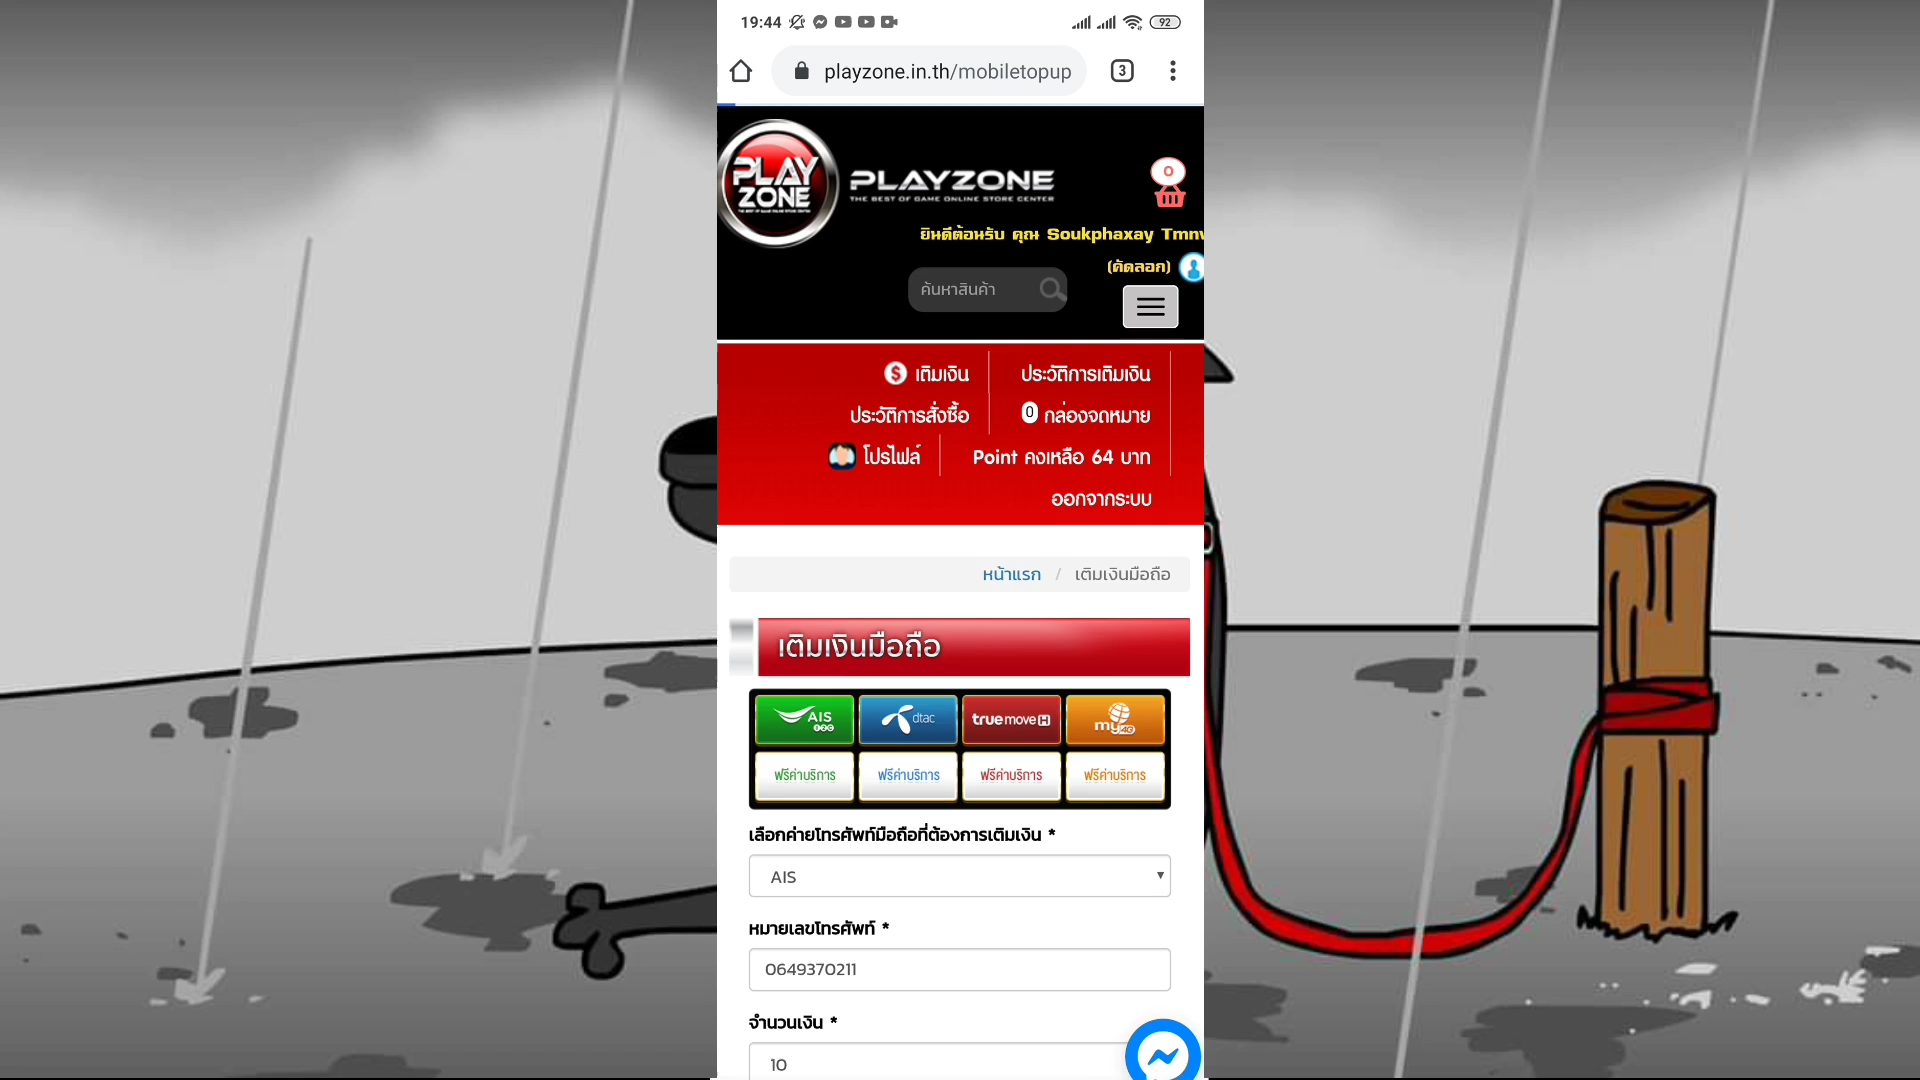 19:44
92
playzone.in.th/mobiletopup
3
PLAY
ZONE
THE BEST OF GAME ONLINE STORE CENTER
PLAYZONE
THE BEST OF GAME ONLINE STORE CENTER
0
ยินดีต้อนรับ คุณ Soukphaxay Tmnv
(คัดลอก)
ค้นหาสินค้า
$ เติมเงิน
ประวัติการเติมเงิน
ประวัติการสั่งซื้อ
0 กล่องจดหมาย
โปรไฟล์
Point คงเหลือ 64 บาท
ออกจากระบบ
หน้าแรก / เติมเงินมือถือ
เติมเงินมือถือ
AIS
dtac
truemove H
my 4G
ฟรีค่าบริการ
ฟรีค่าบริการ
ฟรีค่าบริการ
ฟรีค่าบริการ
เลือกค่ายโทรศัพท์มือถือที่ต้องการเติมเงิน *
AIS
หมายเลขโทรศัพท์ *
0649370211
จำนวนเงิน *
10